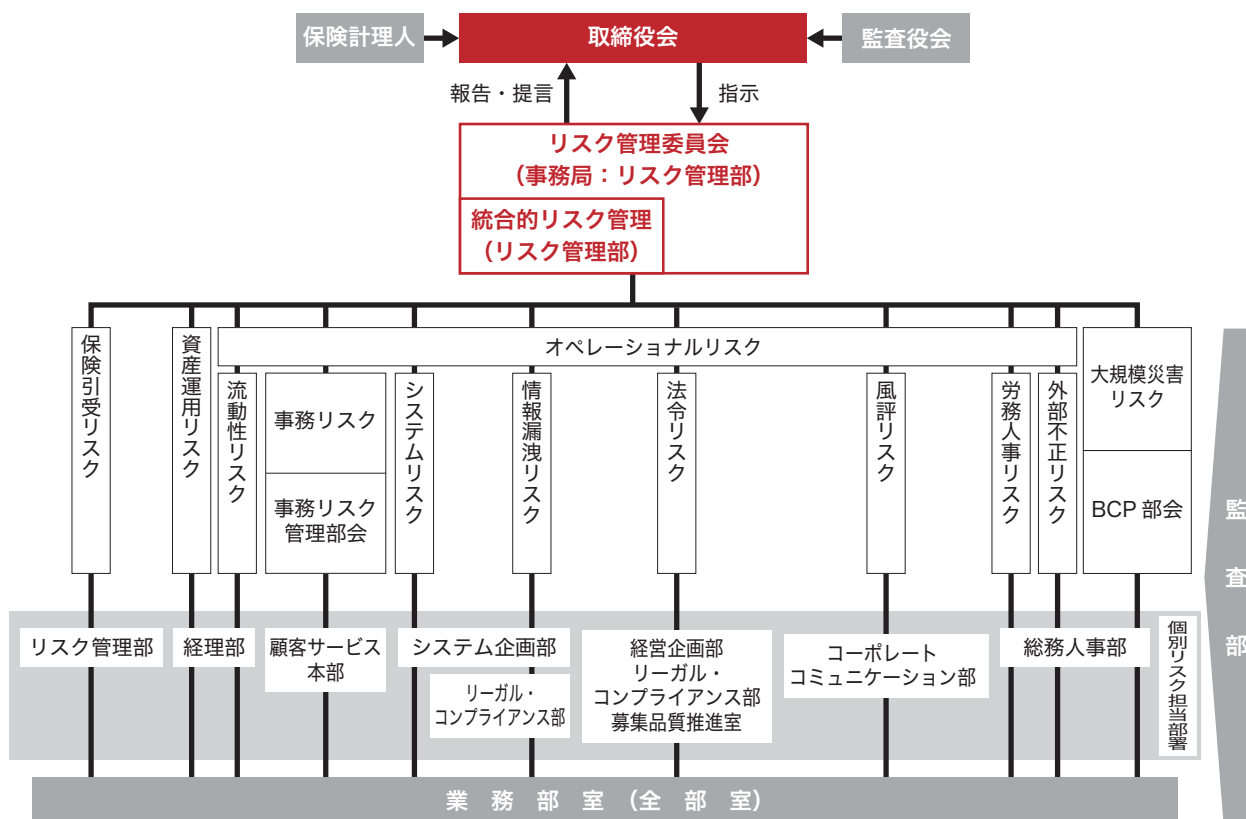 保険計理人
取締役会
監査役会
報告・提言
指示
リスク管理委員会
（事務局：リスク管理部）
統合的リスク管理
（リスク管理部）
オペレーショナルリスク
保険引受リスク
資産運用リスク
流動性リスク
事務リスク
事務リスク
管理部会
システムリスク
情報漏洩リスク
法令リスク
風評リスク
労務人事リスク
外部不正リスク
大規模災害
リスク
BCP 部会
リスク管理部
経理部
顧客サービス
本部
システム企画部
リーガル・
コンプライアンス部
経営企画部
リーガル・
コンプライアンス部
募集品質推進室
コーポレート
コミュニケーション部
総務人事部
個別リスク担当部署
監査部
業務部室（全部室）